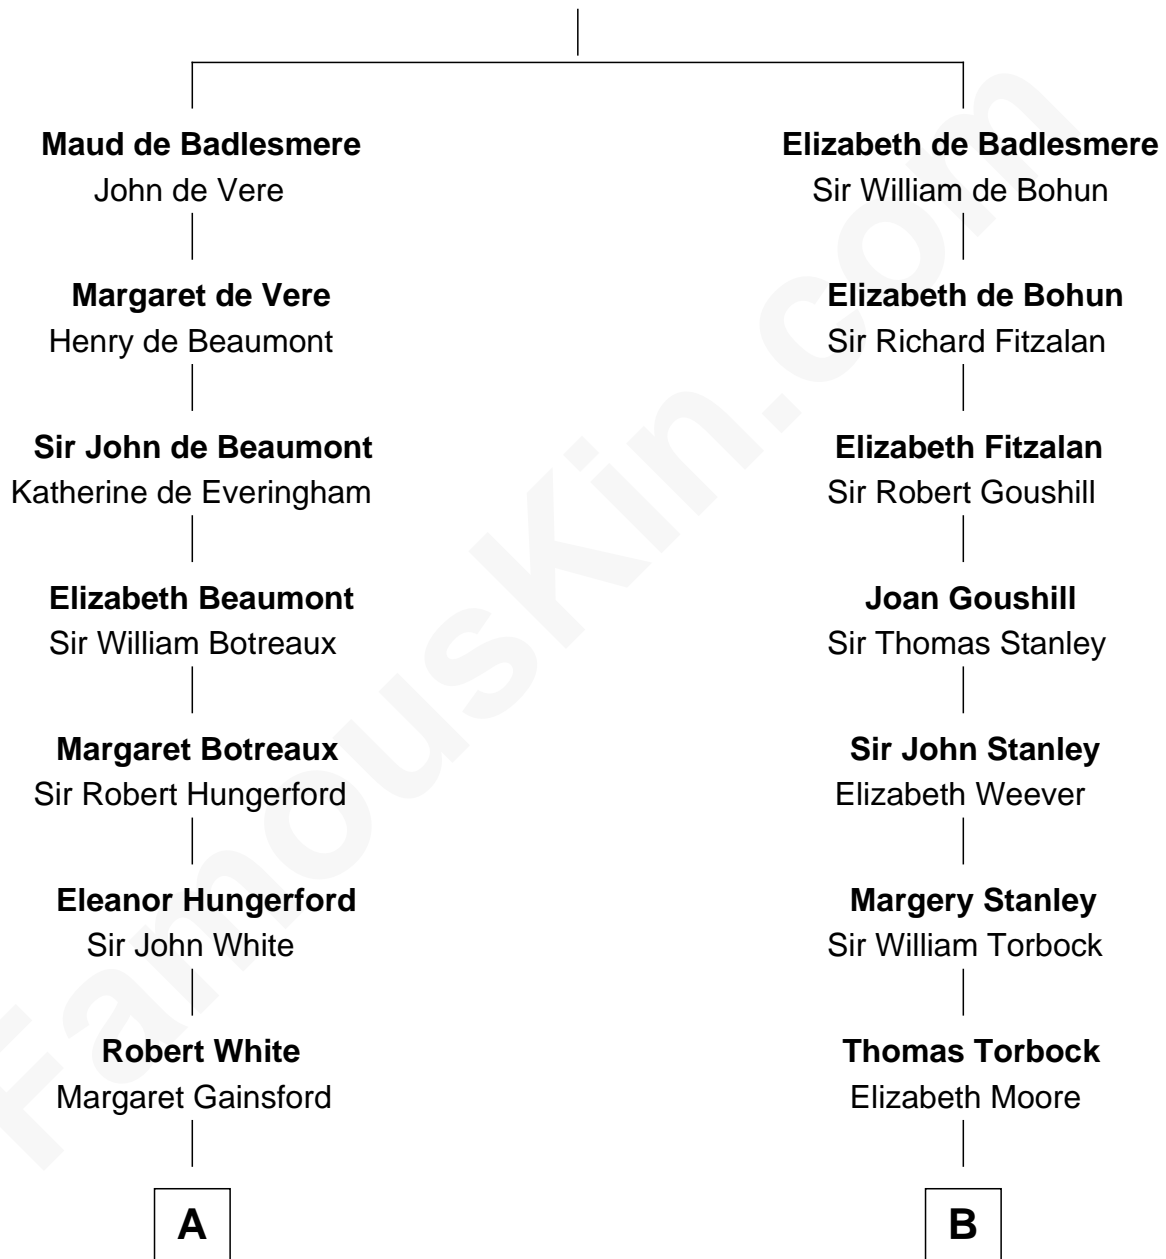 Maud de Badlesmere
John de Vere
Elizabeth de Badlesmere
Sir William de Bohun
Margaret de Vere
Henry de Beaumont
Elizabeth de Bohun
Sir Richard Fitzalan
Sir John de Beaumont
Katherine de Everingham
Elizabeth Fitzalan
Sir Robert Goushill
Elizabeth Beaumont
Sir William Botreaux
Joan Goushill
Sir Thomas Stanley
Margaret Botreaux
Sir Robert Hungerford
Sir John Stanley
Elizabeth Weever
Eleanor Hungerford
Sir John White
Margery Stanley
Sir William Torbock
Robert White
Margaret Gainsford
Thomas Torbock
Elizabeth Moore
A
B
FamousKin.com